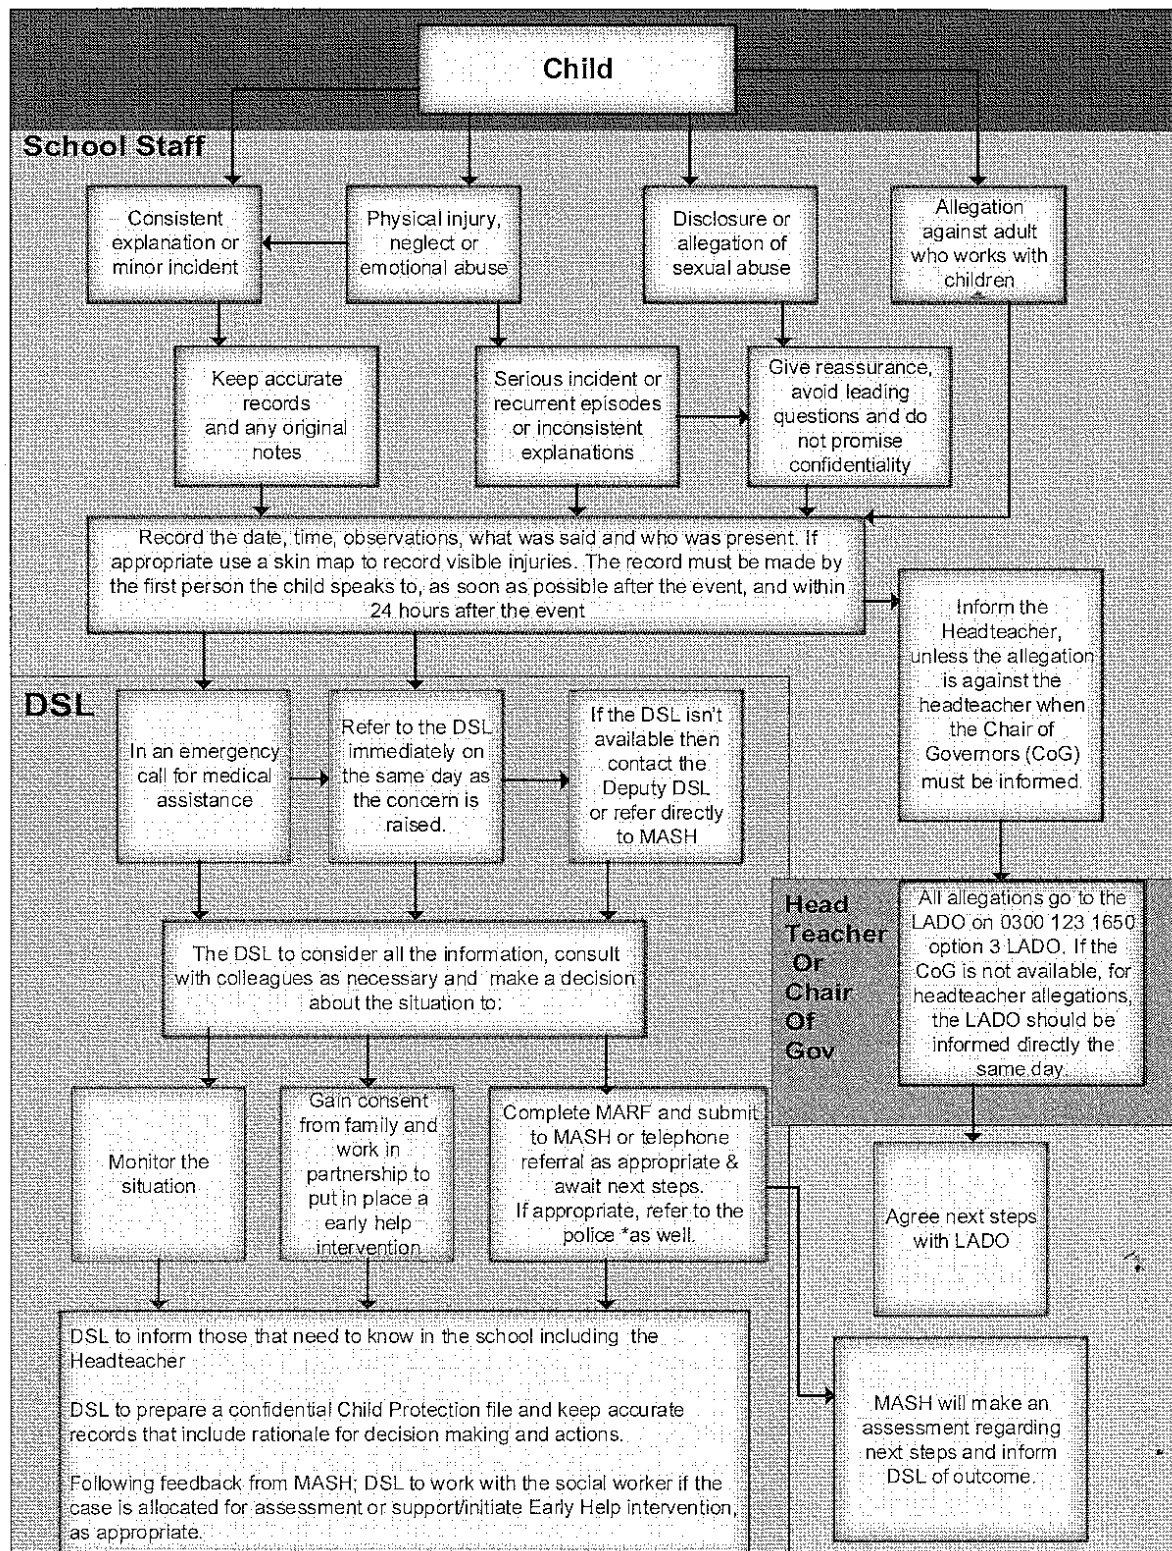 Child
School Staff
Consistent
explanation or
minor incident
Physical injury,
neglect or
emotional abuse
Disclosure or
allegation of
sexual abuse
Allegation
against adult
who works with
children
Keep accurate
records
and any original
notes
Serious incident or
recurrent episodes
or inconsistent
explanations
Give reassurance,
avoid leading
questions and do
not promise
confidentiality
Record the date, time, observations, what was said and who was present. If
appropriate use a skin map to record visible injuries. The record must be made by
the first person the child speaks to, as soon as possible after the event, and within
24 hours after the event
Inform the
Headteacher,
unless the allegation
is against the
headteacher when
the Chair of
Governors (CoG)
must be informed.
DSL
In an emergency
call for medical
assistance
Refer to the DSL
immediately on
the same day as
the concern is
raised.
If the DSL isn't
available then
contact the
Deputy DSL
or refer directly
to MASH
Head
Teacher
Or
Chair
Of
Gov
All allegations go to the
LADO on 0300 123 1650
option 3 LADO. If the
CoG is not available, for
headteacher allegations,
the LADO should be
informed directly the
same day.
The DSL to consider all the information, consult
with colleagues as necessary and make a decision
about the situation to:
Monitor the
situation
Gain consent
from family and
work in
partnership to
put in place a
early help
intervention
Complete MARF and submit
to MASH or telephone
referral as appropriate &
await next steps.
If appropriate, refer to the
police *as well.
Agree next steps
with LADO
DSL to inform those that need to know in the school including the
Headteacher
DSL to prepare a confidential Child Protection file and keep accurate
records that include rationale for decision making and actions.
Following feedback from MASH; DSL to work with the social worker if the
case is allocated for assessment or support/initiate Early Help intervention,
as appropriate.
MASH will make an
assessment regarding
next steps and inform
DSL of outcome.